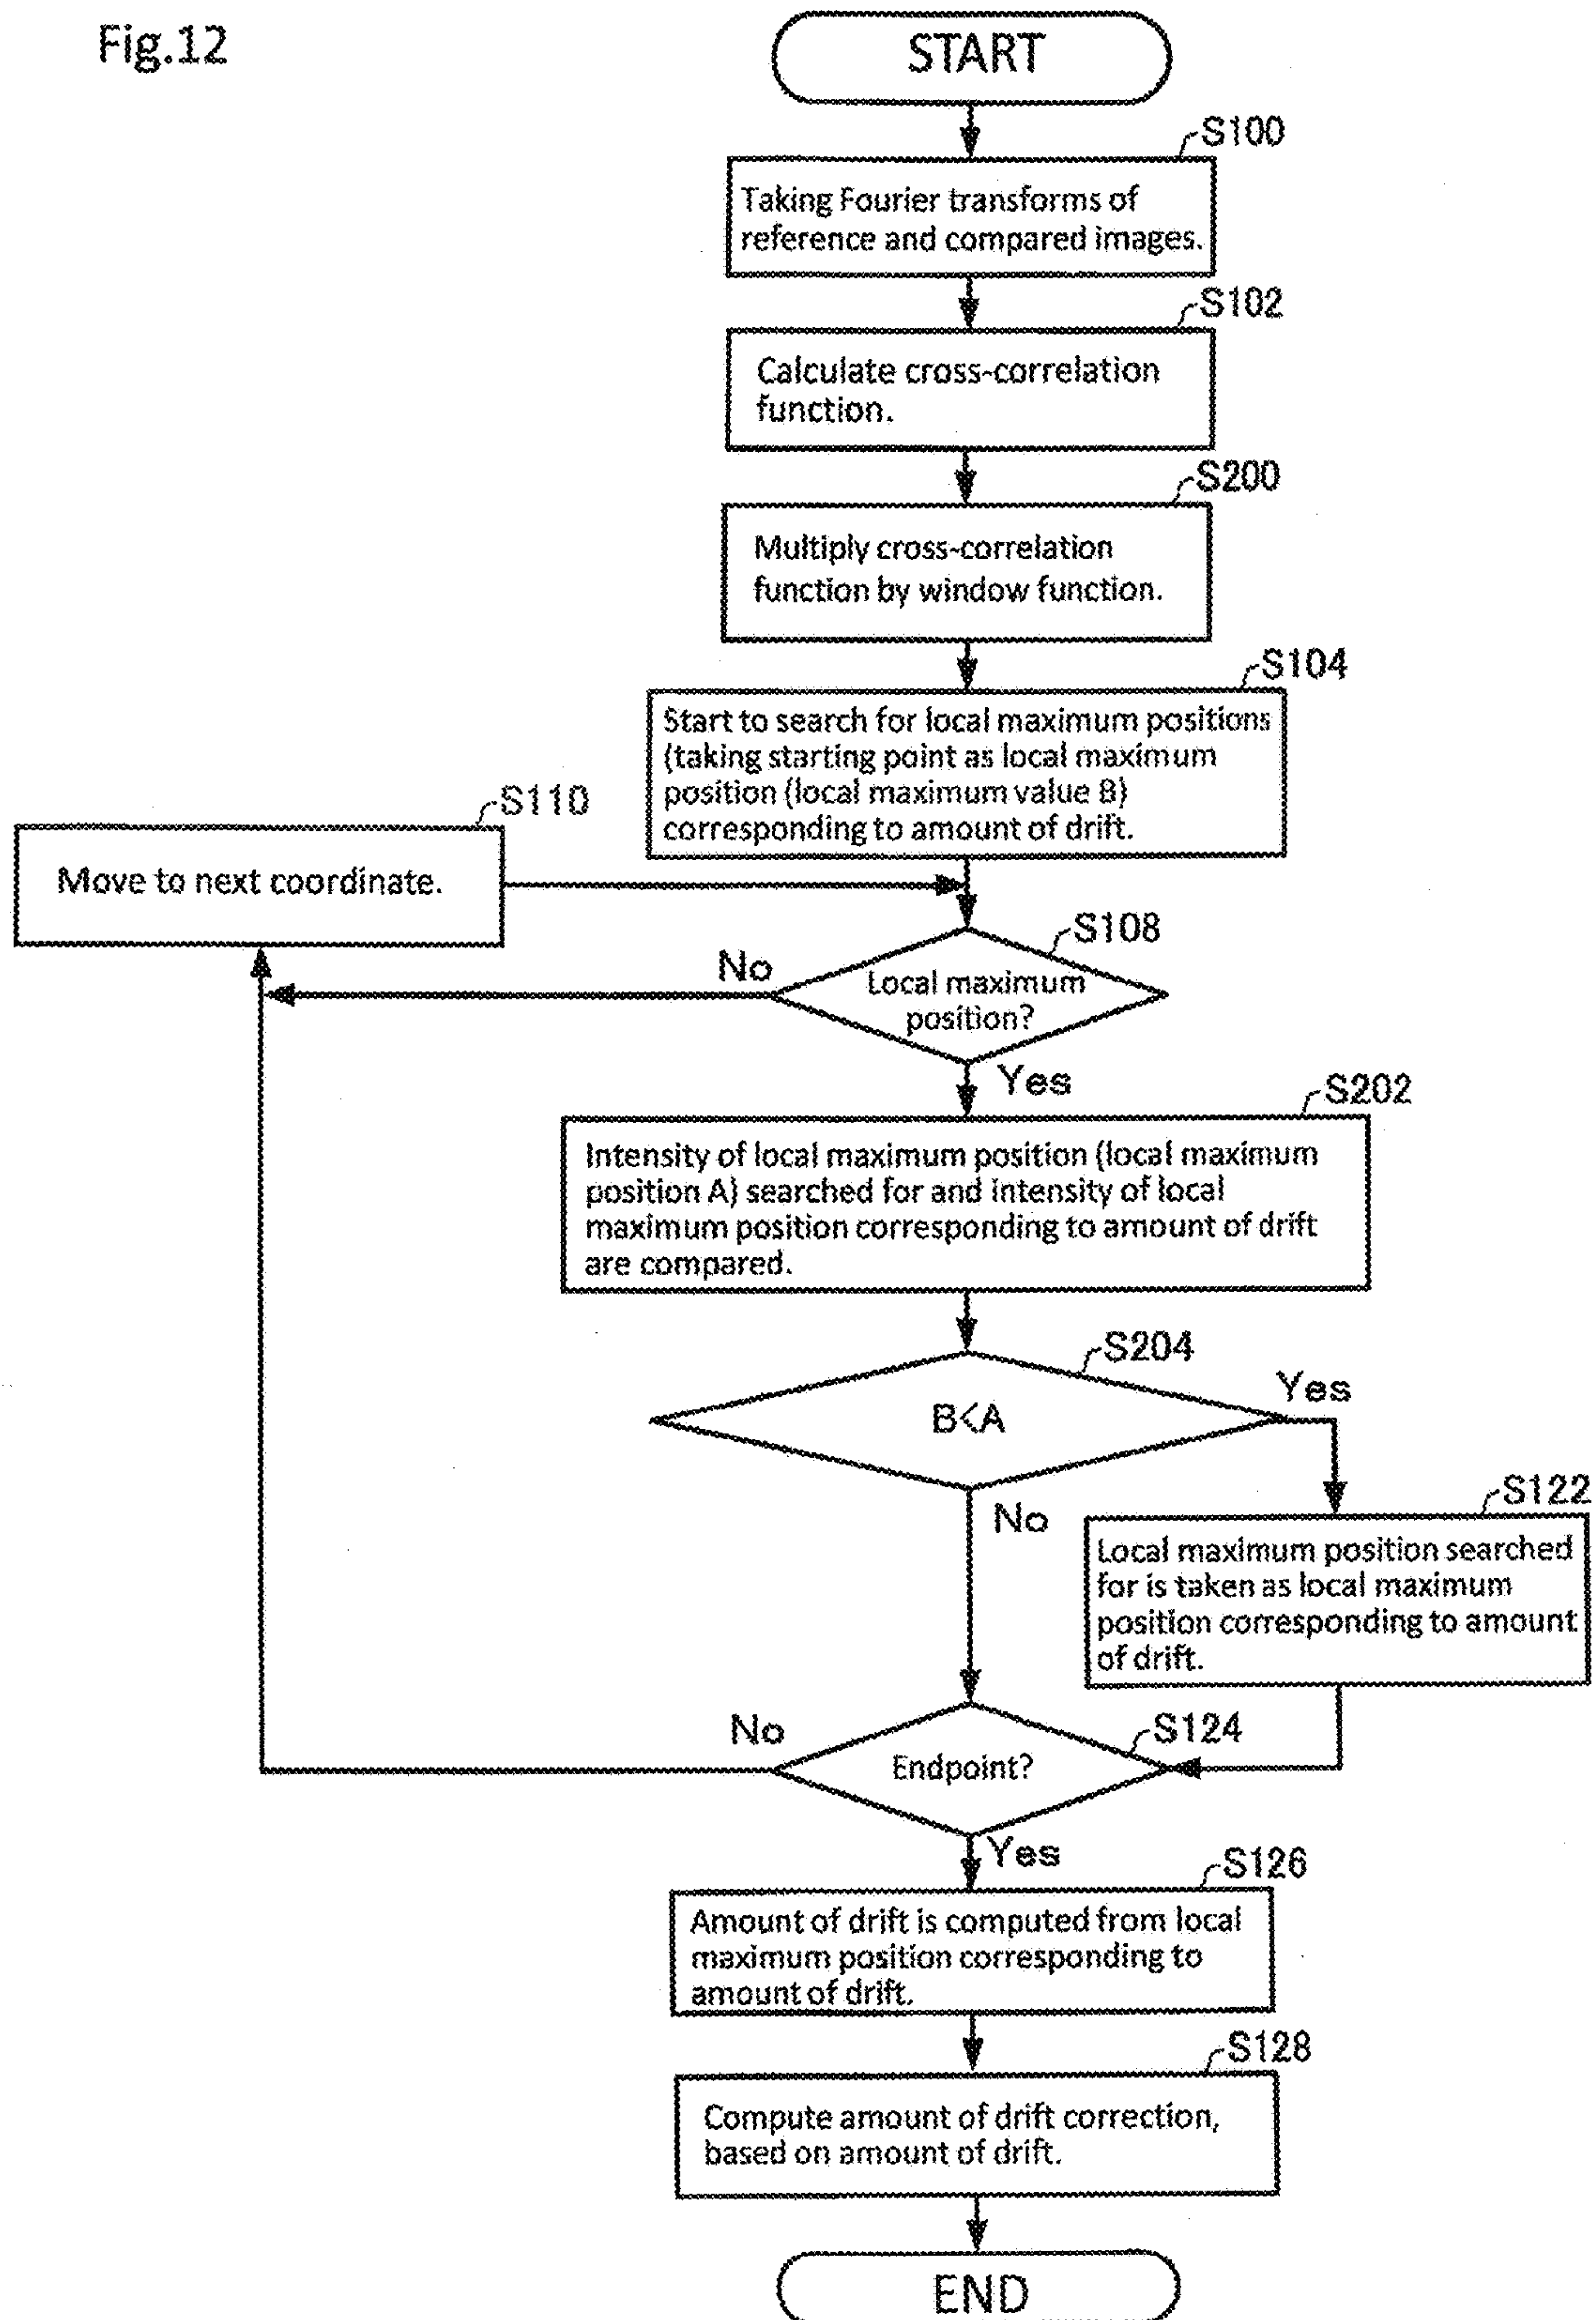 Fig.12
START
S100
Taking Fourier transforms of
reference and compared images.
S102
Calculate cross-correlation
function.
S200
Multiply cross-correlation
function by window function.
S104
Start to search for local maximum positions
(taking starting point as local maximum
position (local maximum value B)
corresponding to amount of drift.
S110
Move to next coordinate.
S108
No
Local maximum
position?
Yes
S202
Intensity of local maximum position (local maximum
position A) searched for and intensity of local
maximum position corresponding to amount of drift
are compared.
S204
Yes
B<A
No
S122
Local maximum position searched
for is taken as local maximum
position corresponding to amount
of drift.
No
S124
Endpoint?
Yes
S126
Amount of drift is computed from local
maximum position corresponding to
amount of drift.
S128
Compute amount of drift correction,
based on amount of drift.
END